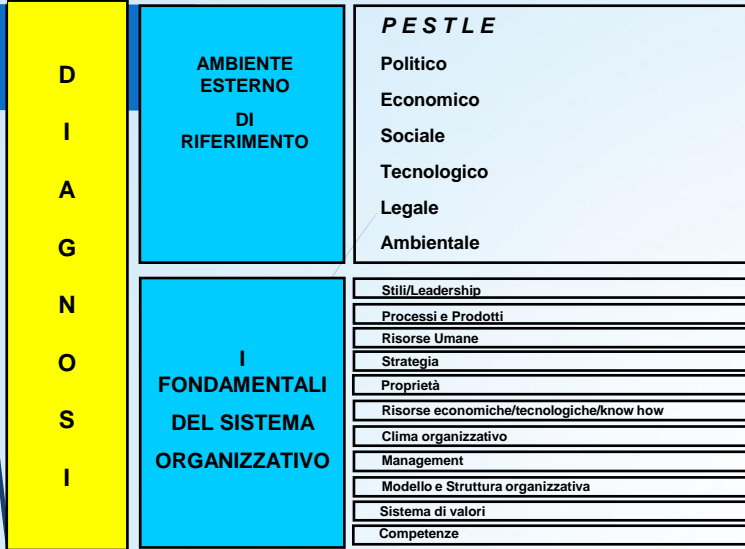 D
I
A
G
N
O
S
I
AMBIENTE
ESTERNO
DI
RIFERIMENTO
P E S T L E
Politico
Economico
Sociale
Tecnologico
Legale
Ambientale
I
FONDAMENTALI
DEL SISTEMA
ORGANIZZATIVO
Stili/Leadership
Processi e Prodotti
Risorse Umane
Strategia
Proprietà
Risorse economiche/tecnologiche/know how
Clima organizzativo
Management
Modello e Struttura organizzativa
Sistema di valori
Competenze